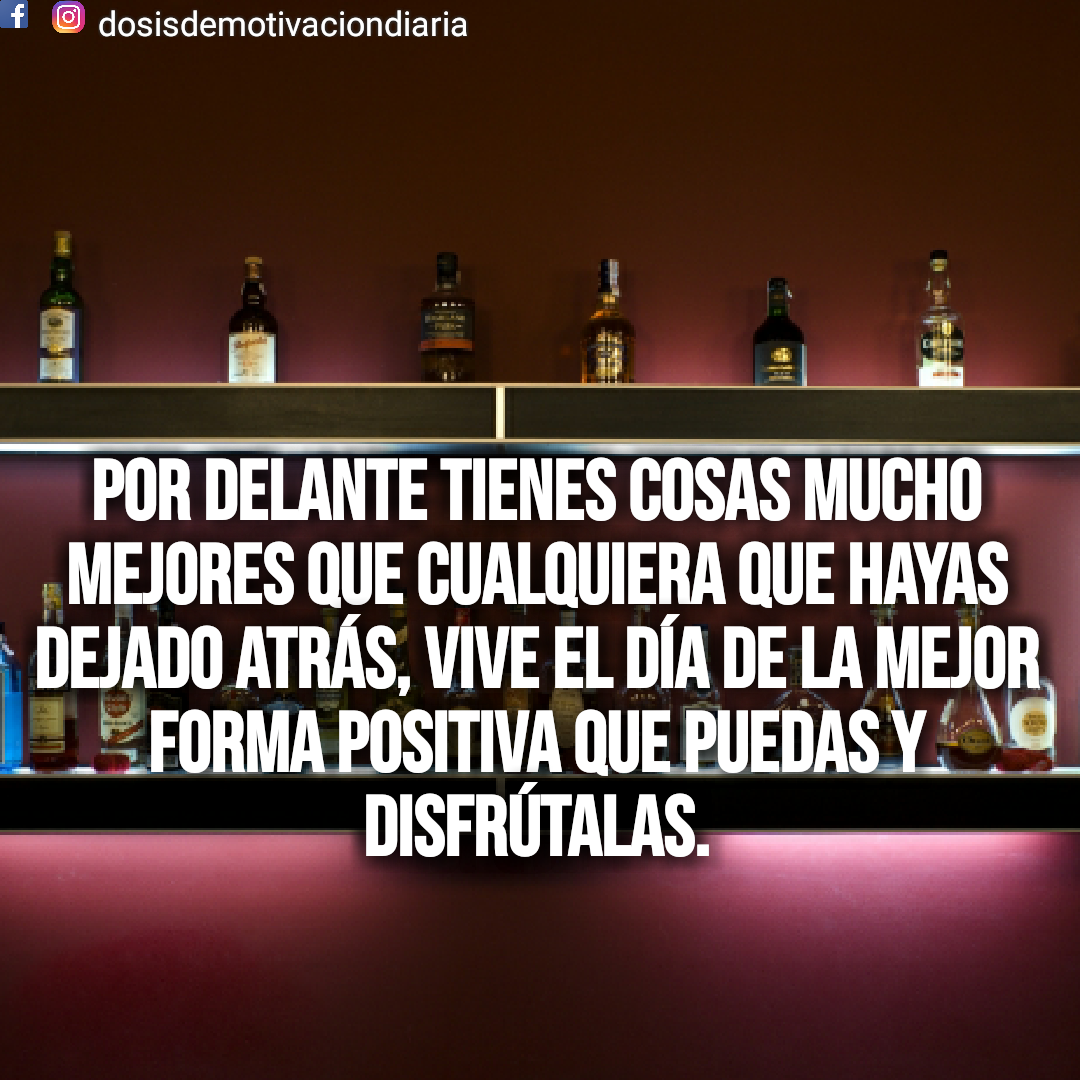 dosisdemotivaciondiaria
POR DELANTE TIENES COSAS MUCHO
MEJORES QUE CUALQUIERA QUE HAYAS
DEJADO ATRÁS, VIVE EL DÍA DE LA MEJOR
FORMA POSITIVA QUE PUEDAS Y
DISFRÚTALAS.